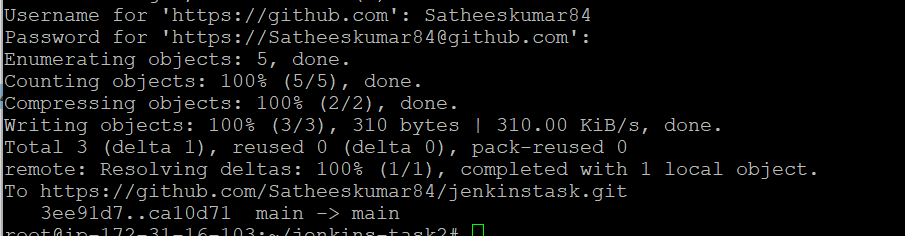 Username for 'https://github.com': Satheeskumar84
Password for 'https://Satheeskumar84@github.com':
Enumerating objects: 5, done.
Counting objects: 100% (5/5), done.
Compressing objects: 100% (2/2), done.
Writing objects: 100% (3/3), 310 bytes | 310.00 KiB/s, done.
Total 3 (delta 1), reused 0 (delta 0), pack-reused 0
remote: Resolving deltas: 100% (1/1), completed with 1 local object.
To https://github.com/Satheeskumar84/jenkinstask.git
   3ee91d7..ca10d71  main -> main
root@ip-172-31-16-103:~/jenkins-task2#